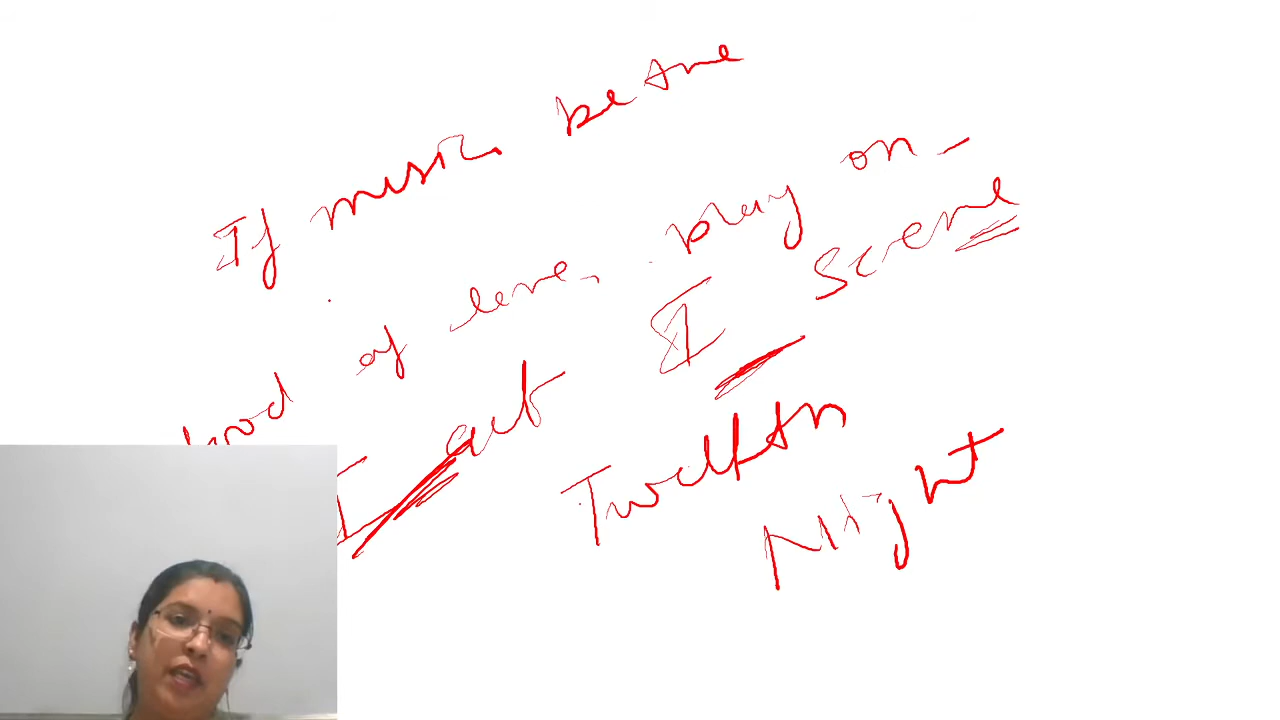 If music be the
food of love, play on -
I act I Scene
Twelfth
Night